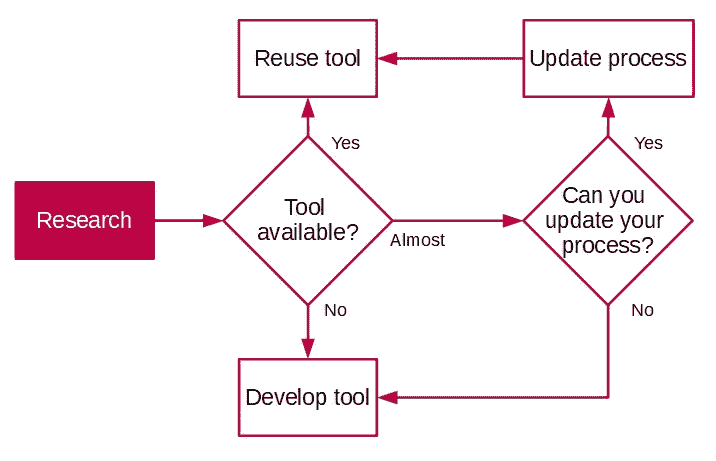 Reuse tool
Update process
Yes
Yes
Research
Tool
available?
Almost
Can you
update your
process?
No
No
Develop tool